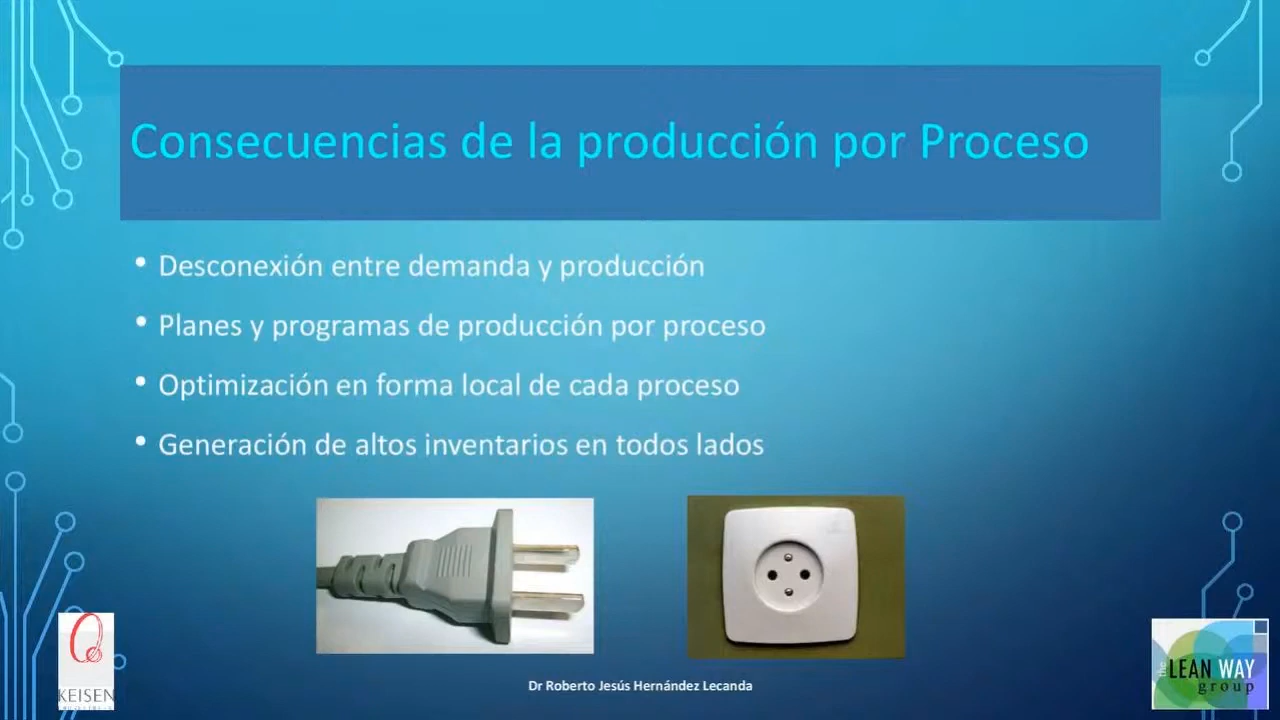 Consecuencias de la producción por Proceso
• Desconexión entre demanda y producción
• Planes y programas de producción por proceso
• Optimización en forma local de cada proceso
• Generación de altos inventarios en todos lados
KEISEN
Dr Roberto Jesús Hernández Lecanda
the LEAN WAY
group